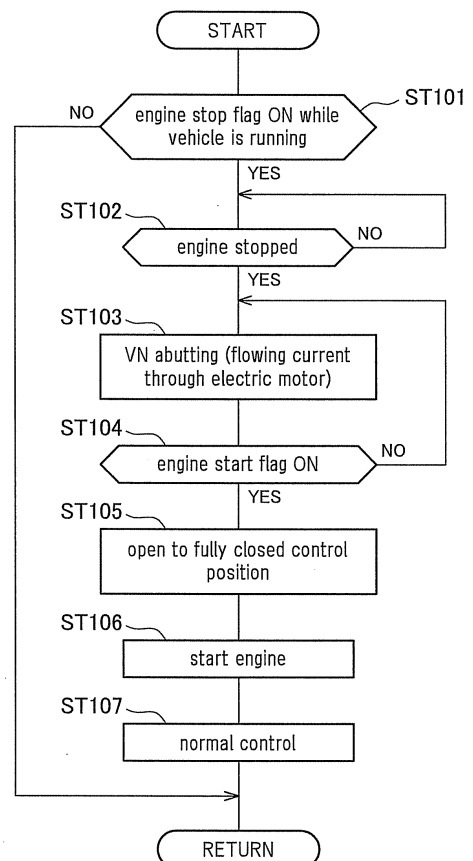 START
ST101
NO
engine stop flag ON while
vehicle is running
YES
ST102
engine stopped
NO
YES
ST103
VN abutting (flowing current
through electric motor)
ST104
engine start flag ON
NO
YES
ST105
open to fully closed control
position
ST106
start engine
ST107
normal control
RETURN